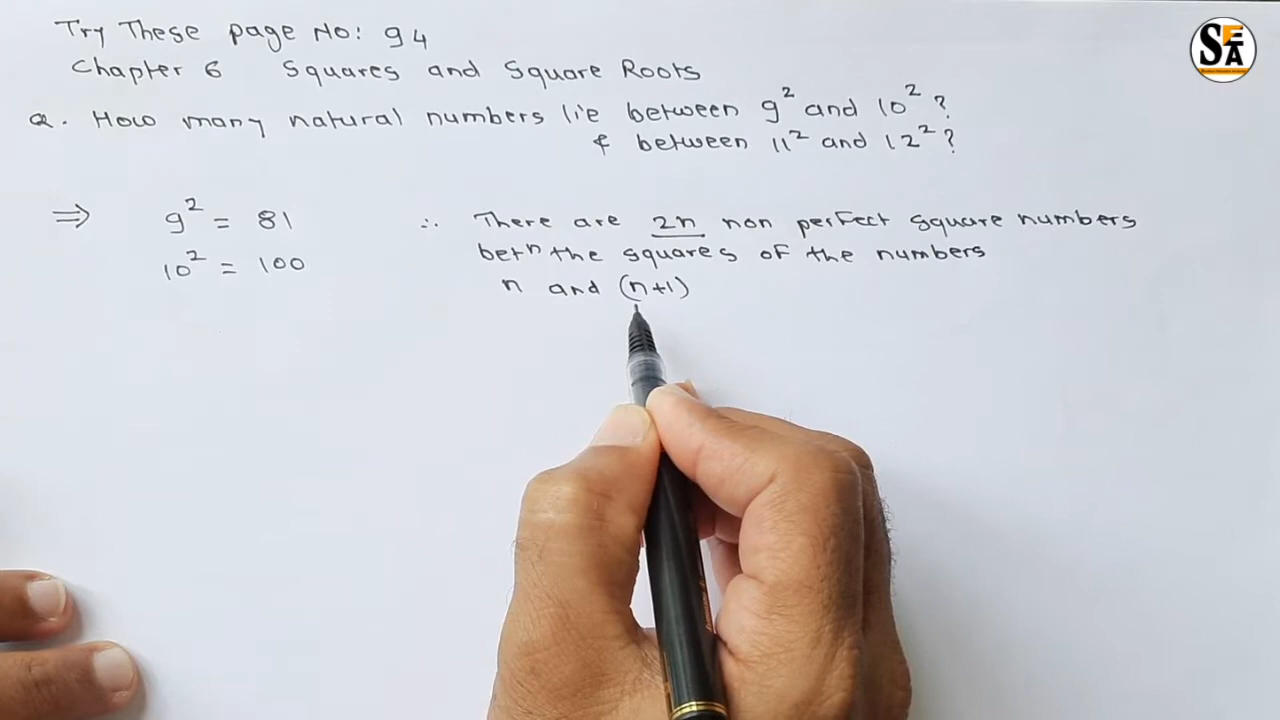 Try These page No: 94
Chapter 6 Squares and Square Roots
Q. How many natural numbers lie between 9² and 10²?
& between 11² and 12²?
⇒ 9² = 81 ∴ There are 2n non perfect square numbers
10² = 100 betⁿ the squares of the numbers
n and (n+1)
SFA